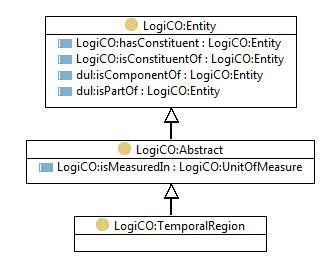 LogiCO:Entity
LogiCO:hasConstituent : LogiCO:Entity
LogiCO:isConstituentOf : LogiCO:Entity
dul:isComponentOf : LogiCO:Entity
dul:isPartOf : LogiCO:Entity
LogiCO:Abstract
LogiCO:isMeasuredIn : LogiCO:UnitOfMeasure
LogiCO:TemporalRegion